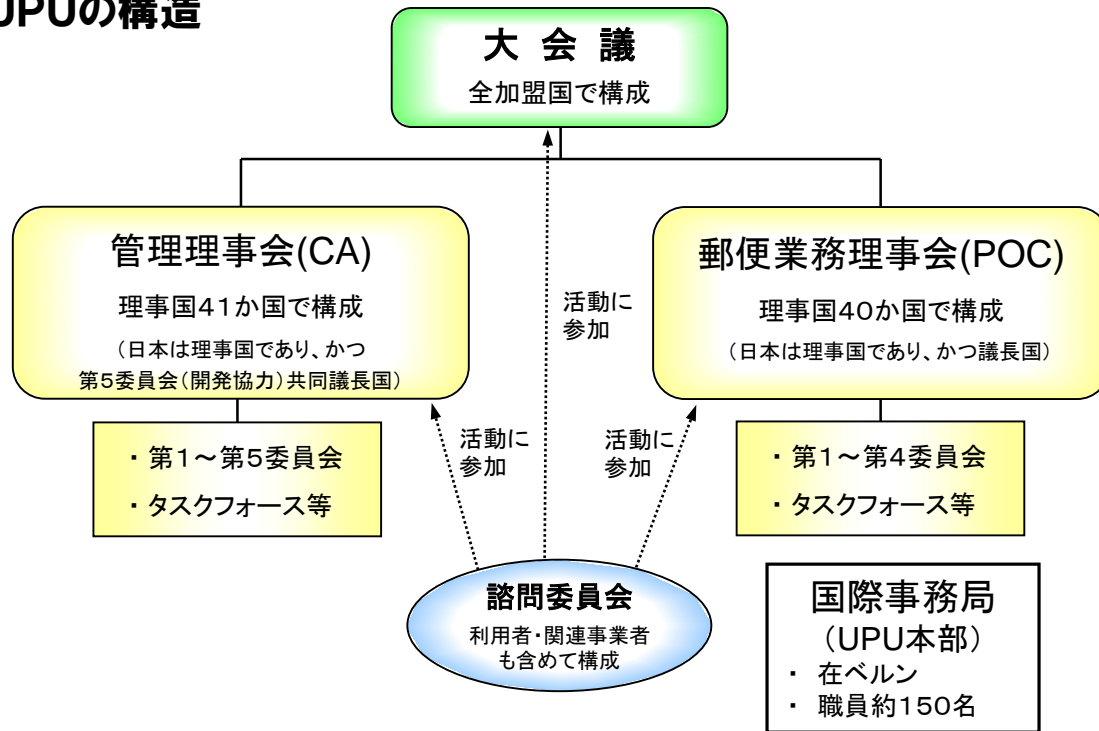 UPUの構造
大 会 議
全加盟国で構成
管理理事会(CA)
理事国41か国で構成
（日本は理事国であり、かつ
第5委員会（開発協力）共同議長国）
郵便業務理事会(POC)
理事国40か国で構成
（日本は理事国であり、かつ議長国）
活動に
参加
・ 第1～第5委員会
・ タスクフォース等
活動に
参加
活動に
参加
・ 第1～第4委員会
・ タスクフォース等
諮問委員会
利用者・関連事業者
も含めて構成
国際事務局
（UPU本部）
・ 在ベルン
・ 職員約150名